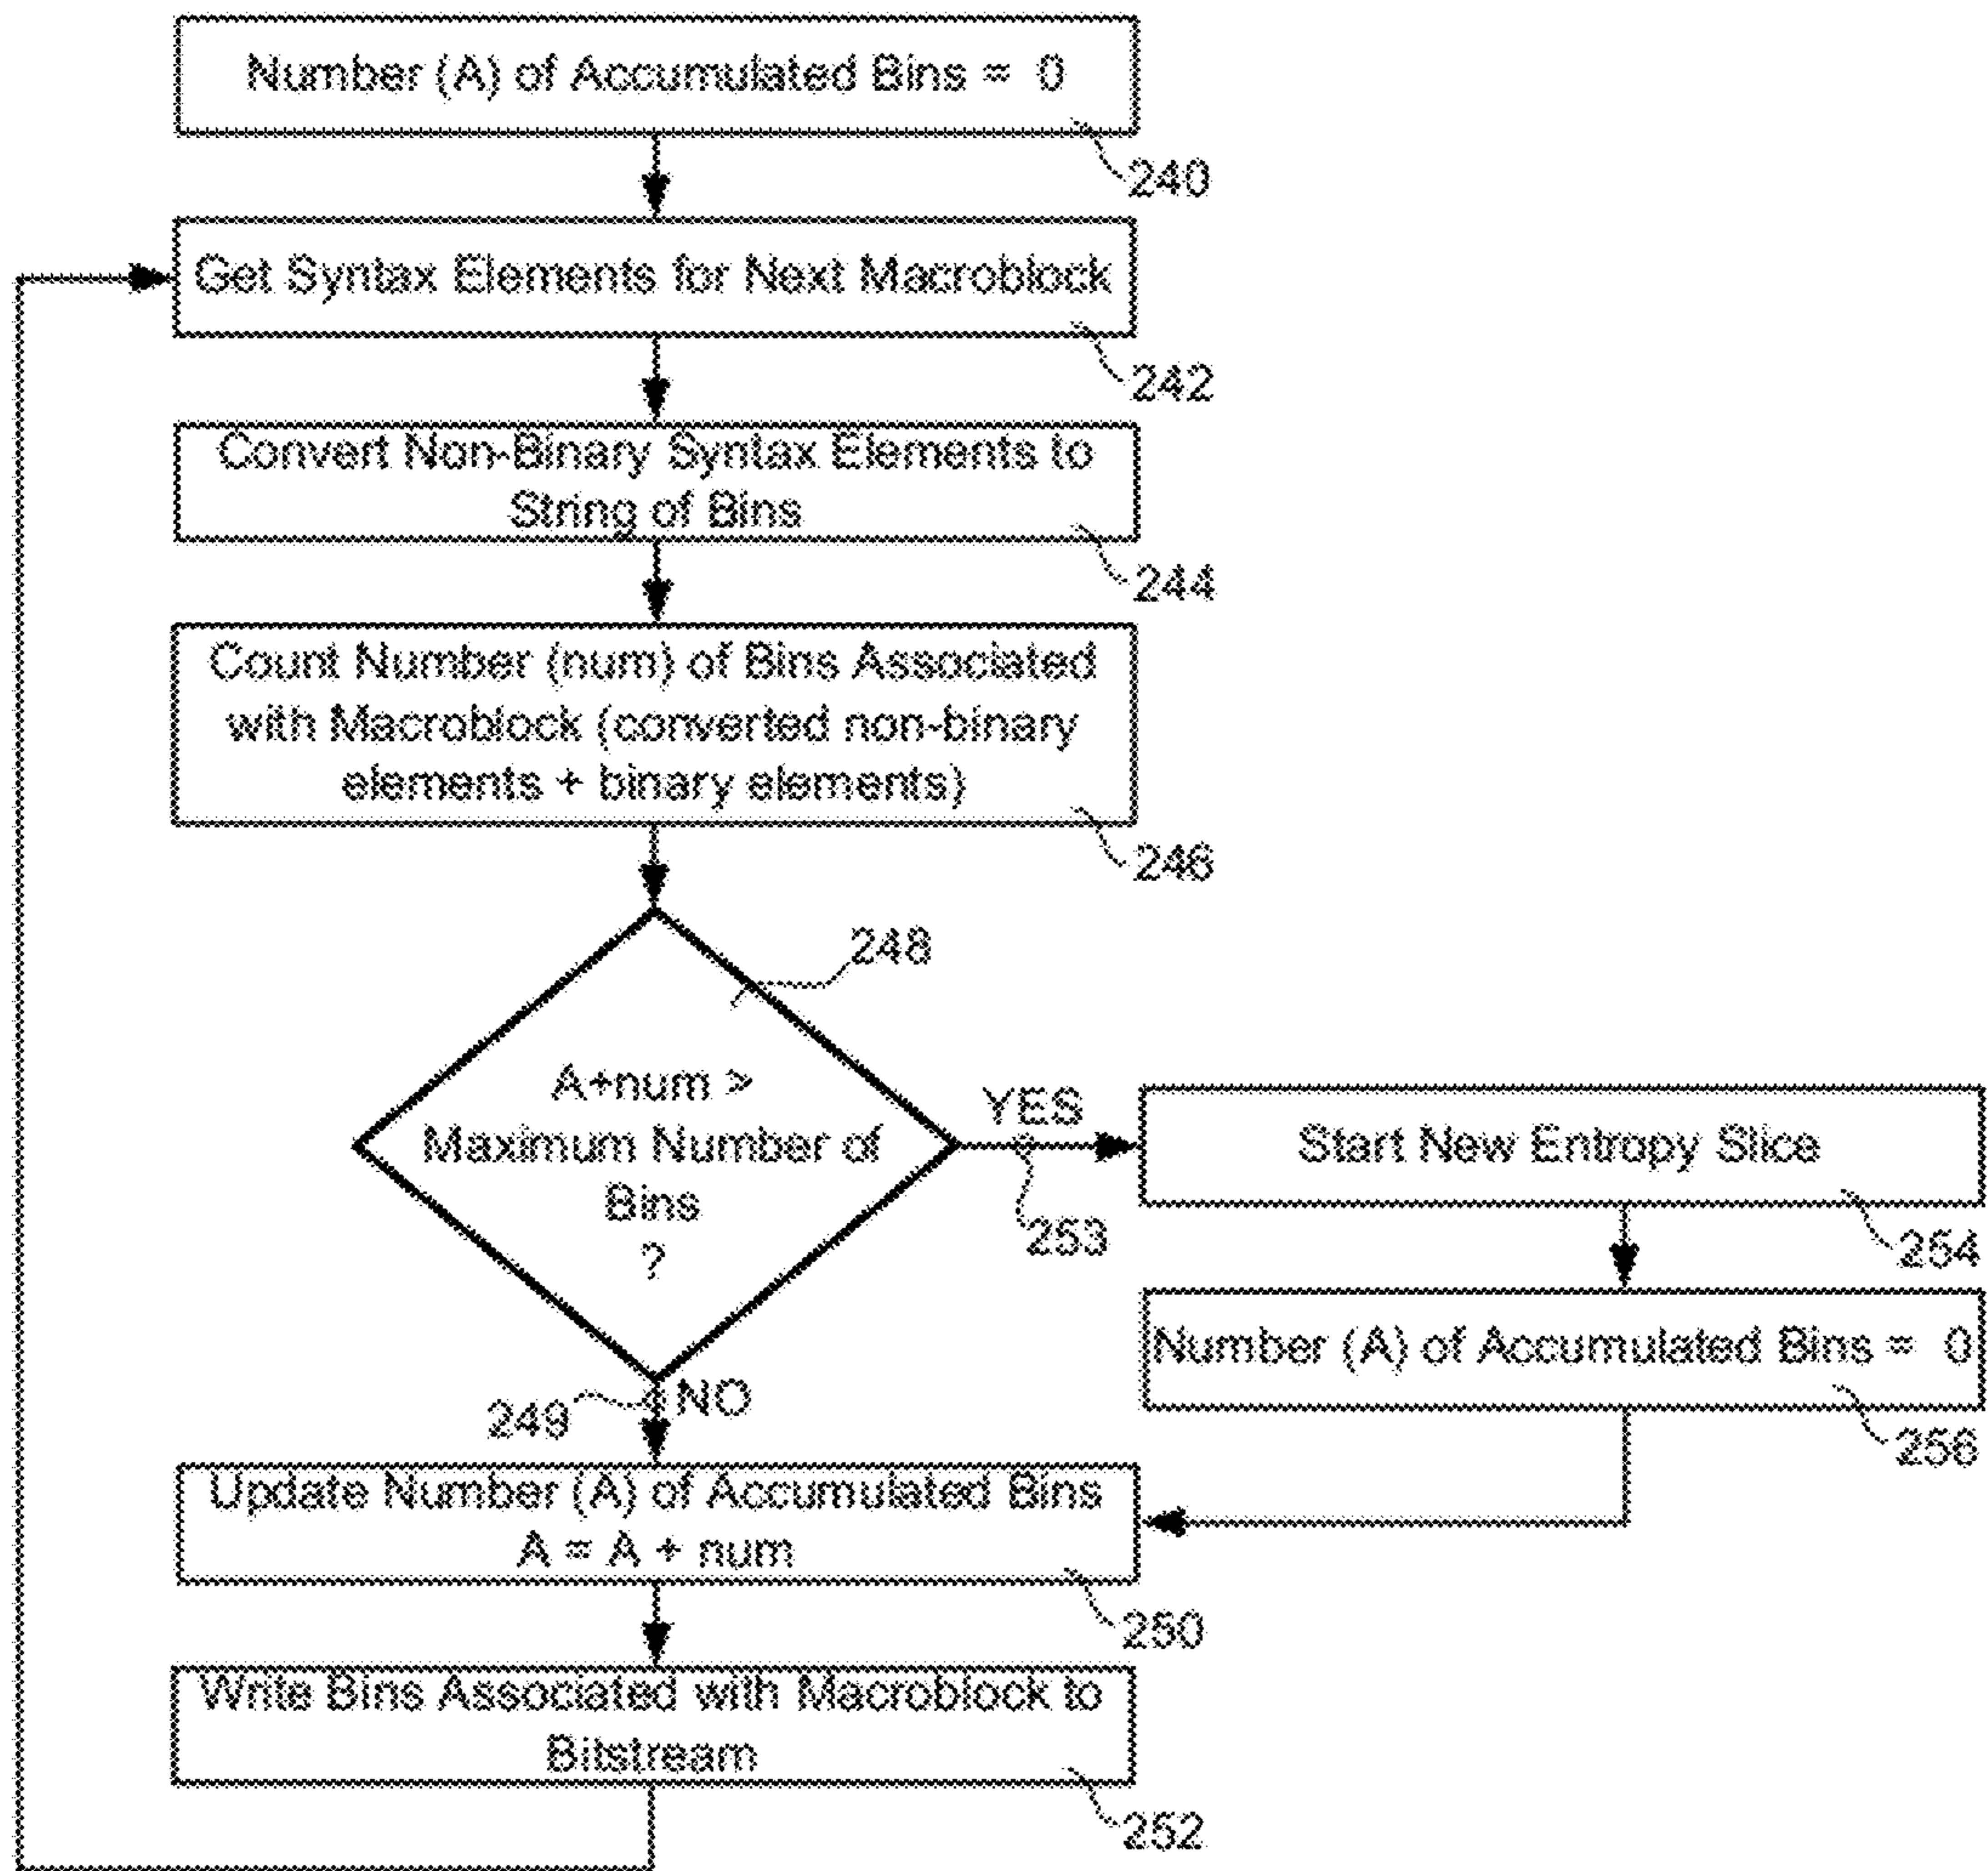 Number (A) of Accumulated Bins = 0
240
Get Syntax Elements for Next Macroblock
242
Convert Non-Binary Syntax Elements to
String of Bins
244
Count Number (num) of Bins Associated
with Macroblock (converted non-binary
elements + binary elements)
246
248
A+num >
Maximum Number of
Bins
?
YES
253
Start New Entropy Slice
254
Number (A) of Accumulated Bins = 0
256
249
NO
Update Number (A) of Accumulated Bins
A = A + num
250
Write Bins Associated with Macroblock to
Bitstream
252